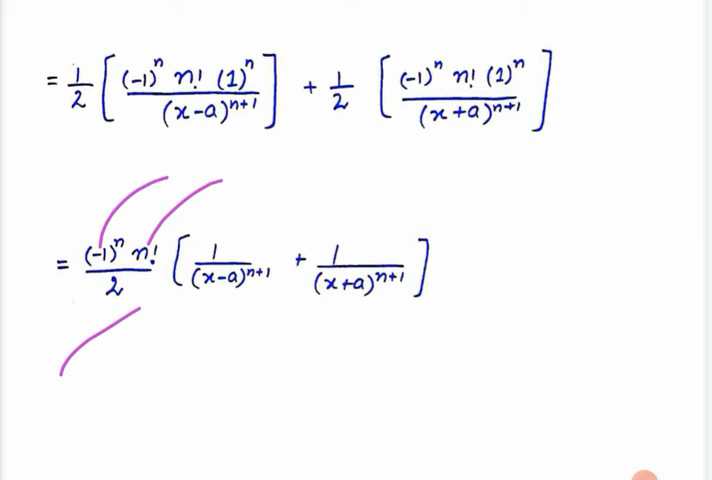 = 1/2 [ (-1)^n n! (1)^n / (x-a)^{n+1} ] + 1/2 [ (-1)^n n! (1)^n / (x+a)^{n+1} ]
= (-1)^n n! / 2 [ 1 / (x-a)^{n+1} + 1 / (x+a)^{n+1} ]